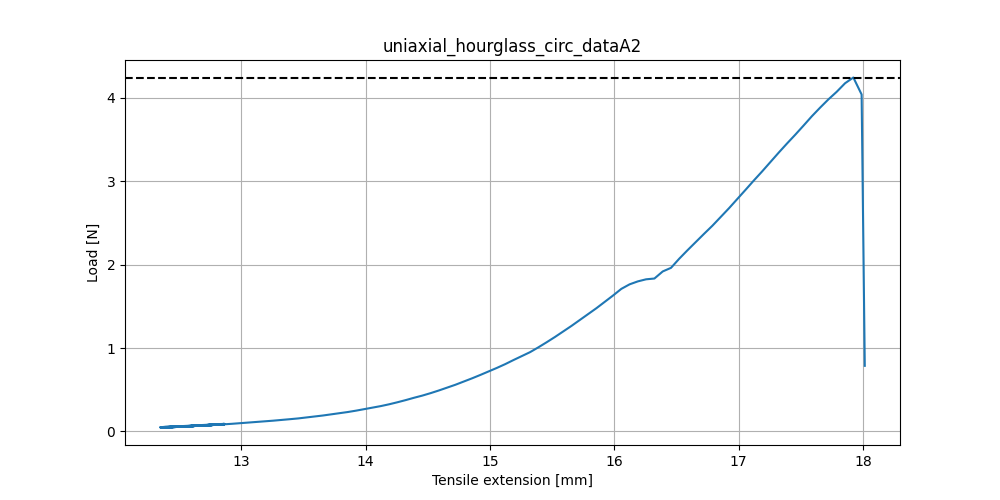 uniaxial_hourglass_circ_dataA2
Load [N]
4
3
2
1
0
13 14 15 16 17 18
Tensile extension [mm]